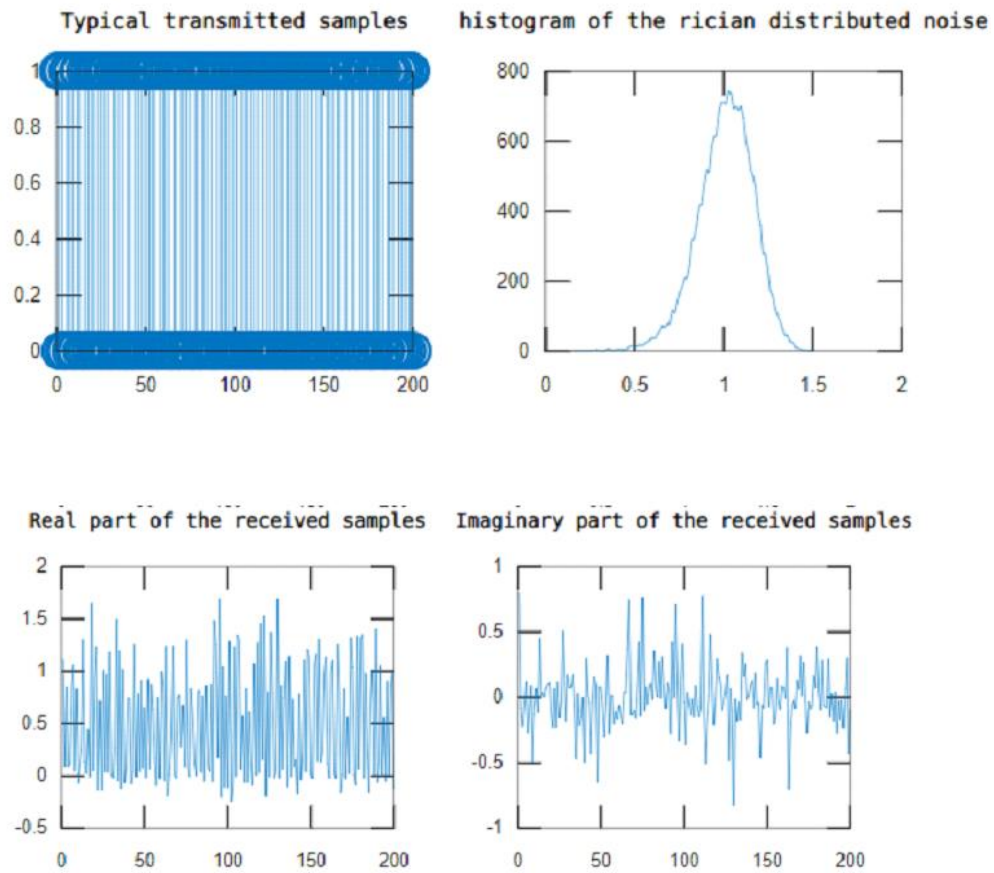 Typical transmitted samples
histogram of the rician distributed noise
1
0.8
0.6
0.4
0.2
0
0 50 100 150 200
800
600
400
200
0
0 0.5 1 1.5 2
Real part of the received samples
Imaginary part of the received samples
2
1.5
1
0.5
0
-0.5
0 50 100 150 200
1
0.5
0
-0.5
-1
0 50 100 150 200